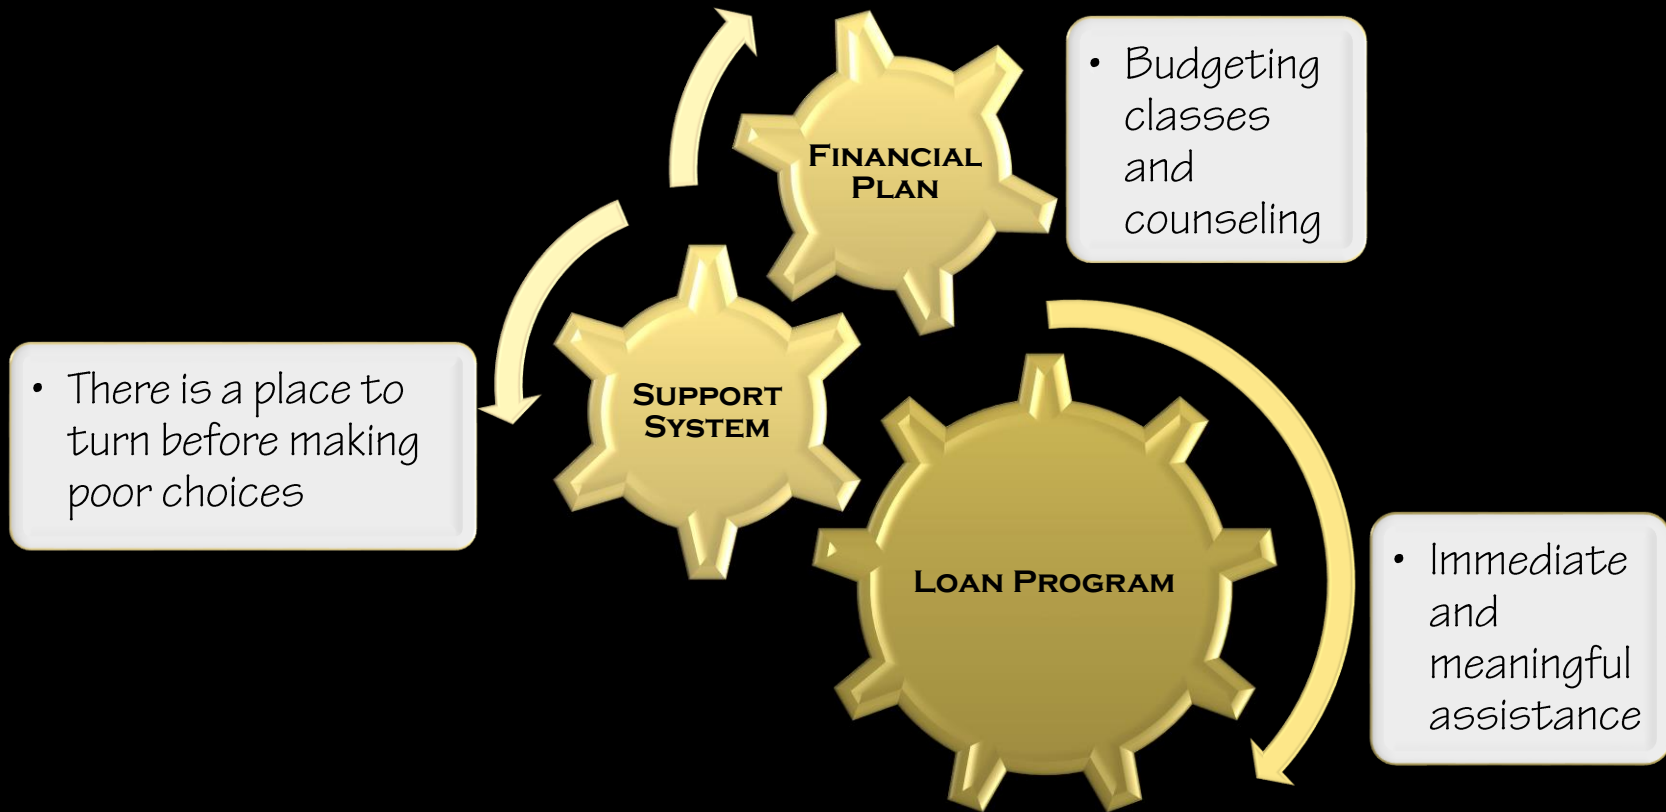 FINANCIAL
PLAN
• Budgeting
classes
and
counseling
SUPPORT
SYSTEM
• There is a place to
turn before making
poor choices
LOAN PROGRAM
• Immediate
and
meaningful
assistance